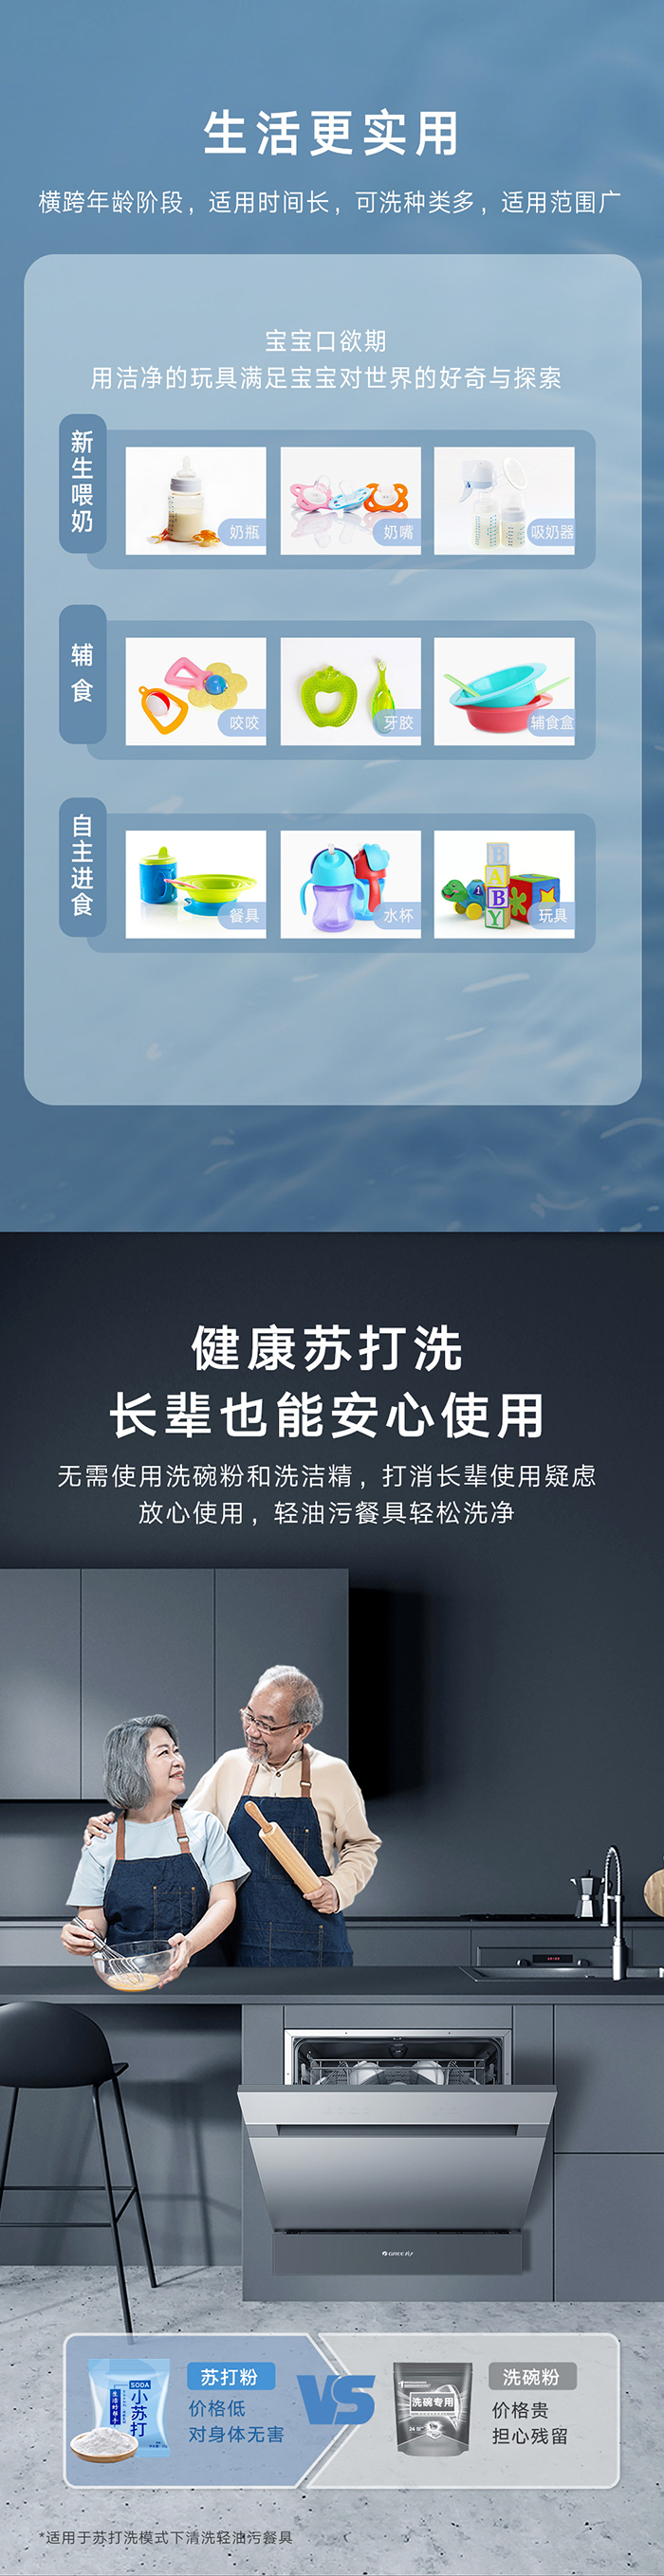 生活更实用
横跨年龄阶段，适用时间长，可洗种类多，适用范围广
宝宝口欲期
用洁净的玩具满足宝宝对世界的好奇与探索
新生喂奶
奶瓶
奶嘴
吸奶器
辅食
咬咬
牙胶
辅食盒
自主进食
餐具
水杯
玩具
BABY
健康苏打洗
长辈也能安心使用
无需使用洗碗粉和洗洁精，打消长辈使用疑虑
放心使用，轻油污餐具轻松洗净
GREE 格力
SODA
小苏打
苏打粉
价格低
对身体无害
VS
洗碗专用
洗碗粉
价格贵
担心残留
*适用于苏打洗模式下清洗轻油污餐具